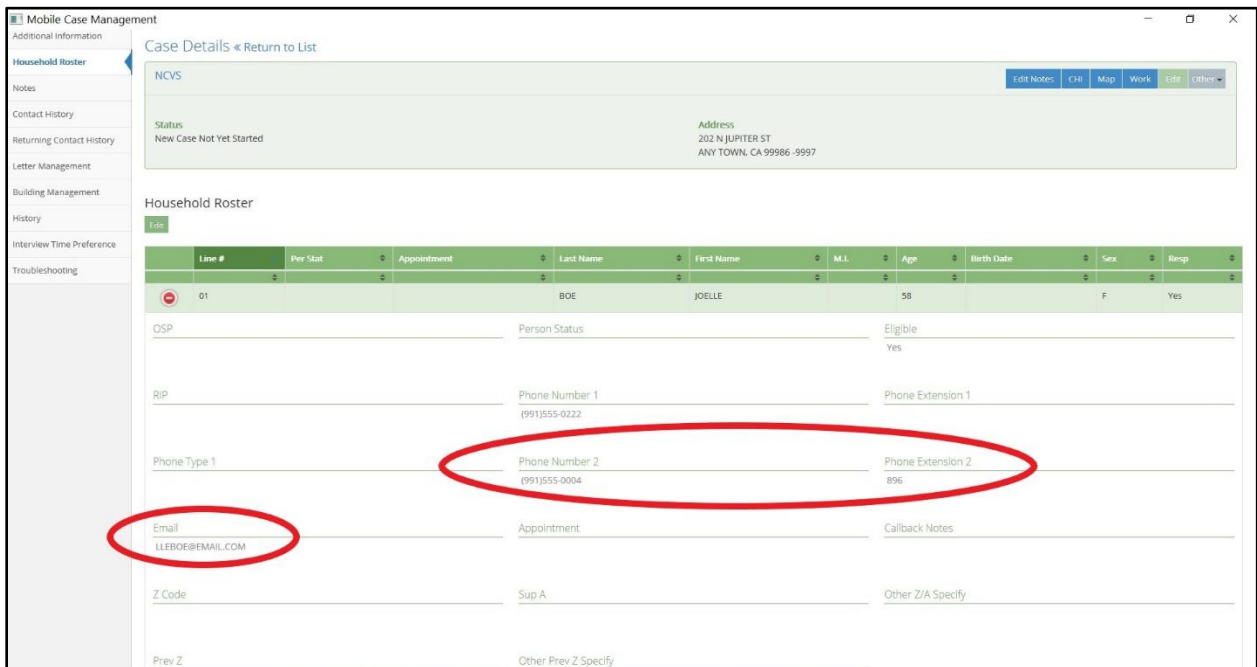 Mobile Case Management
Additional Information
Household Roster
Notes
Contact History
Returning Contact History
Letter Management
Building Management
History
Interview Time Preference
Troubleshooting
Case Details « Return to List
NCVS
Edit Notes CHI Map Work Edit Other
Status Address
New Case Not Yet Started 202 N JUPITER ST
ANY TOWN, CA 99986 -9997
Household Roster
Edit
Line # Per Stat Appointment Last Name First Name M.I. Age Birth Date Sex Resp
01 BOE JOELLE 58 F Yes
OSP Person Status Eligible
Yes
RIP Phone Number 1 Phone Extension 1
(991)555-0222
Phone Type 1 Phone Number 2 Phone Extension 2
(991)555-0004 896
Email Appointment Callback Notes
LLEBOE@EMAIL.COM
Z Code Sup A Other Z/A Specify
Prev Z Other Prev Z Specify